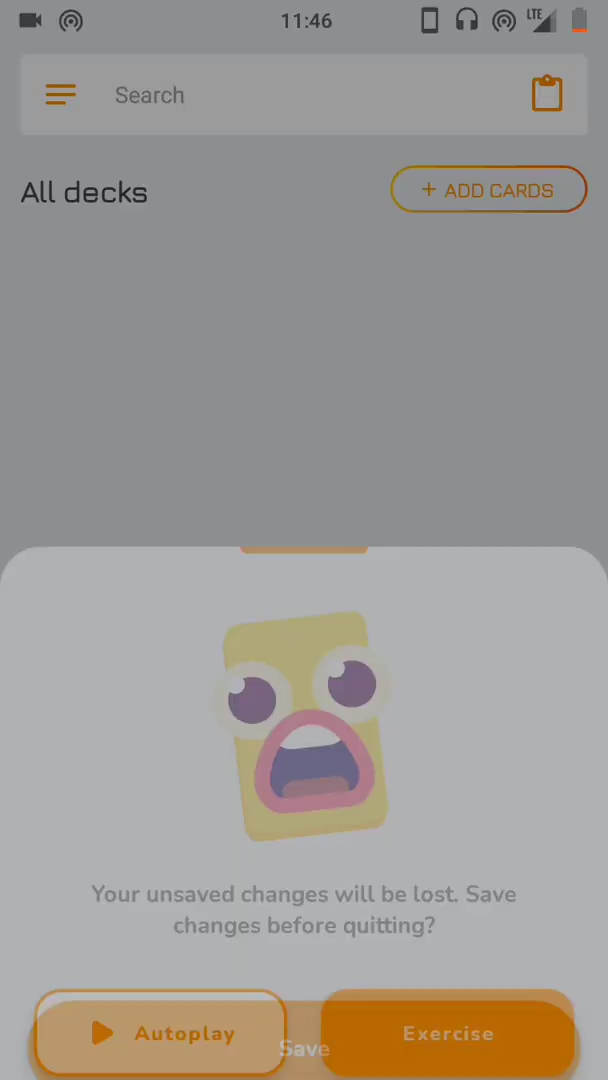 11:46
LTE
Search
All decks
+ ADD CARDS
Your unsaved changes will be lost. Save
changes before quitting?
Autoplay
Exercise
Save